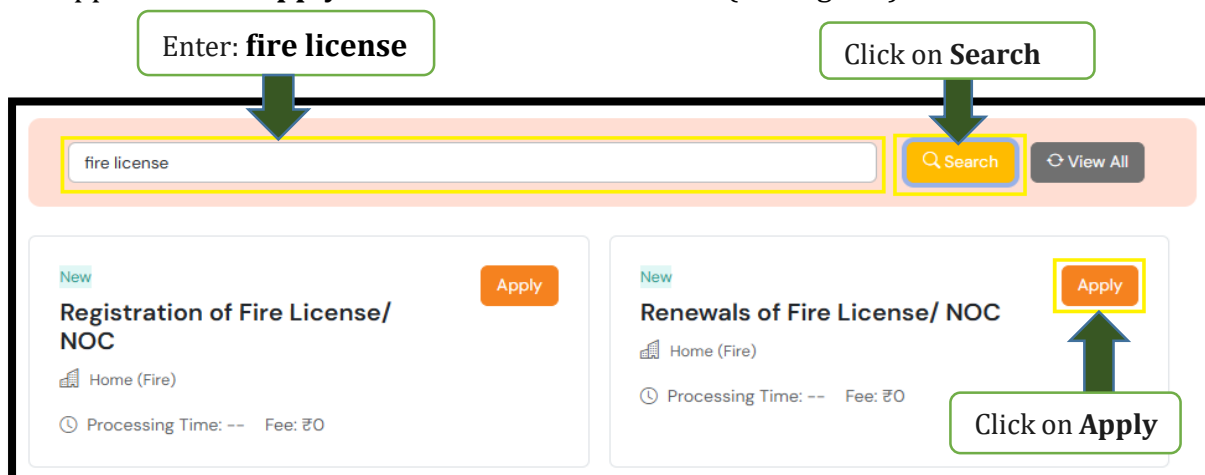 Enter: fire license
Click on Search
fire license
Search
View All
New
Apply
Registration of Fire License/
NOC
Home (Fire)
Processing Time: -- Fee: ₹0
New
Apply
Renewals of Fire License/ NOC
Home (Fire)
Processing Time: -- Fee: ₹0
Click on Apply